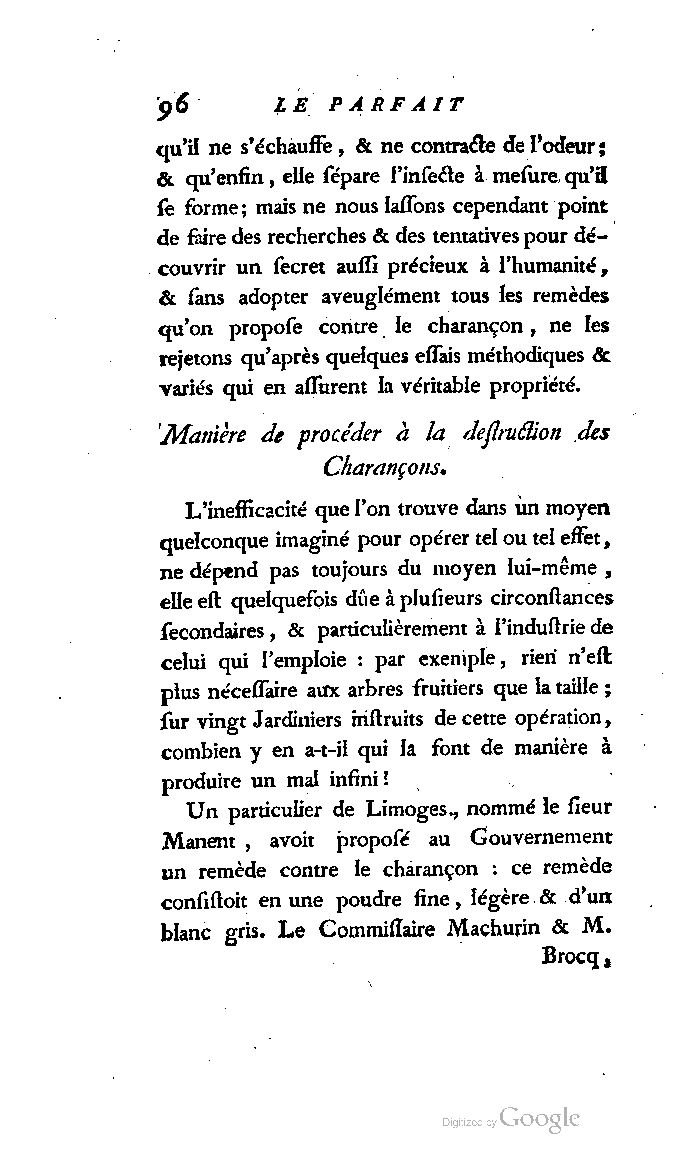 96 LE PARFAIT
qu'il ne s'échauffe, & ne contracte de l'odeur;
& qu'enfin, elle ſépare l'inſecte à meſure qu'il
ſe forme; mais ne nous laſſons cependant point
de faire des recherches & des tentatives pour dé-
couvrir un ſecret auſſi précieux à l'humanité,
& ſans adopter aveuglément tous les remèdes
qu'on propoſe contre le charançon, ne les
rejetons qu'après quelques eſſais méthodiques &
variés qui en aſſurent la véritable propriété.
Manière de procéder à la deſtruction des
Charançons.
L'inefficacité que l'on trouve dans un moyen
quelconque imaginé pour opérer tel ou tel effet,
ne dépend pas toujours du moyen lui-même,
elle eſt quelquefois dûe à pluſieurs circonſtances
ſecondaires, & particulièrement à l'induſtrie de
celui qui l'emploie : par exemple, rien n'eſt
plus néceſſaire aux arbres fruitiers que la taille;
ſur vingt Jardiniers inſtruits de cette opération,
combien y en a-t-il qui la font de manière à
produire un mal infini!
Un particulier de Limoges, nommé le ſieur
Manent, avoit propoſé au Gouvernement
un remède contre le charançon : ce remède
conſiſtoit en une poudre fine, légère & d'un
blanc gris. Le Commiſſaire Machurin & M.
Brocq,
Digitized by Google